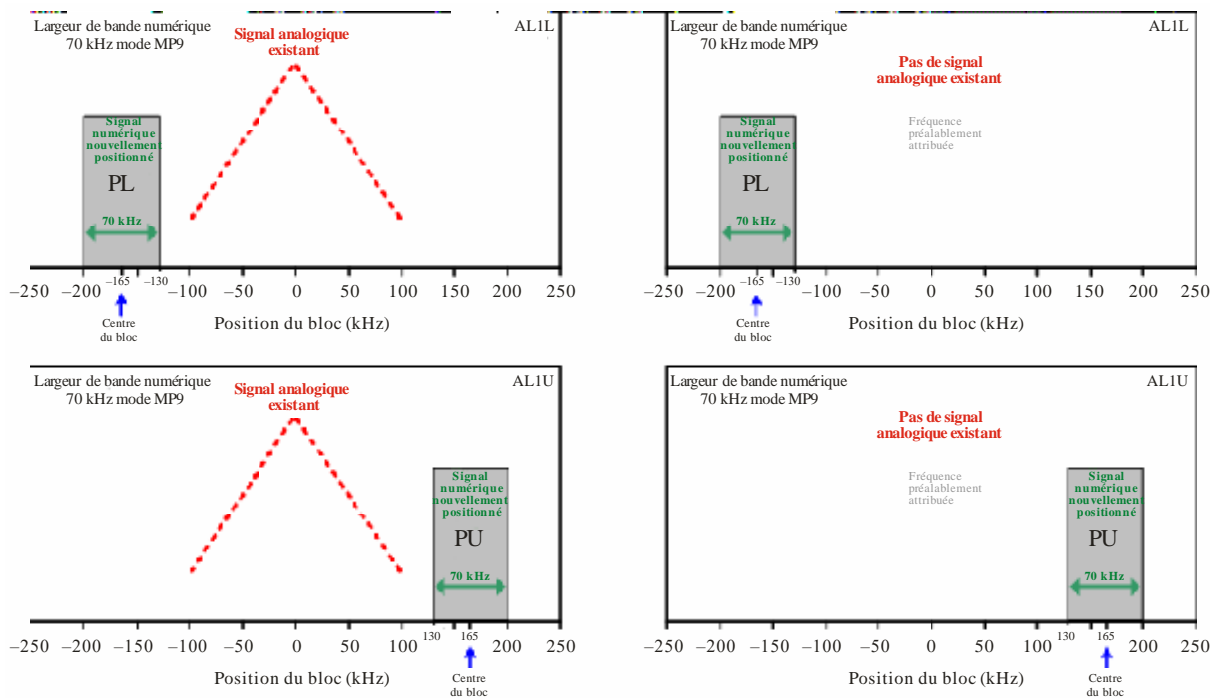 Largeur de bande numérique
70 kHz mode MP9
Signal analogique
existant
AL1L
Signal
numérique
nouvellement
positionné
PL
70 kHz
–165
–130
–250
–200
–100
–50
0
50
100
150
200
250
Centre
du bloc
Position du bloc (kHz)
Largeur de bande numérique
70 kHz mode MP9
Pas de signal
analogique existant
AL1L
Fréquence
préalablement
attribuée
Signal
numérique
nouvellement
positionné
PL
70 kHz
–165
–130
–250
–200
–100
–50
0
50
100
150
200
250
Centre
du bloc
Position du bloc (kHz)
Largeur de bande numérique
70 kHz mode MP9
Signal analogique
existant
AL1U
Signal
numérique
nouvellement
positionné
PU
70 kHz
130
165
–250
–200
–150
–100
–50
0
50
100
200
250
Position du bloc (kHz)
Centre
du bloc
Largeur de bande numérique
70 kHz mode MP9
Pas de signal
analogique existant
AL1U
Fréquence
préalablement
attribuée
Signal
numérique
nouvellement
positionné
PU
70 kHz
130
165
–250
–200
–150
–100
–50
0
50
100
200
250
Position du bloc (kHz)
Centre
du bloc